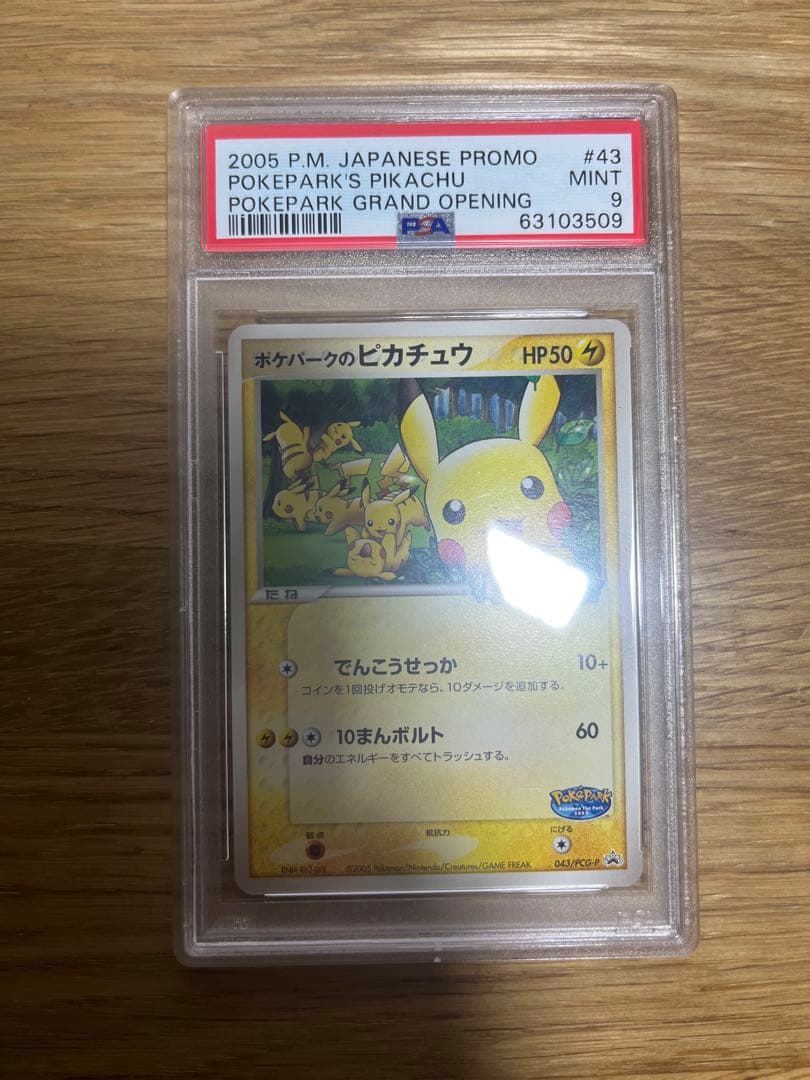 2005 P.M. JAPANESE PROMO #43
POKEPARK'S PIKACHU MINT
POKEPARK GRAND OPENING 9
PSA 63103509
ポケパークのピカチュウ HP50
たね
でんこうせっか 10+
コインを1回投げオモテなら、10ダメージを追加する。
10まんボルト 60
自分のエネルギーをすべてトラッシュする。
PokéPark
Pokémon The Park
2005
弱点 抵抗力 にげる
©2005 Pokémon/Nintendo/Creatures/GAME FREAK 043/PCG-P